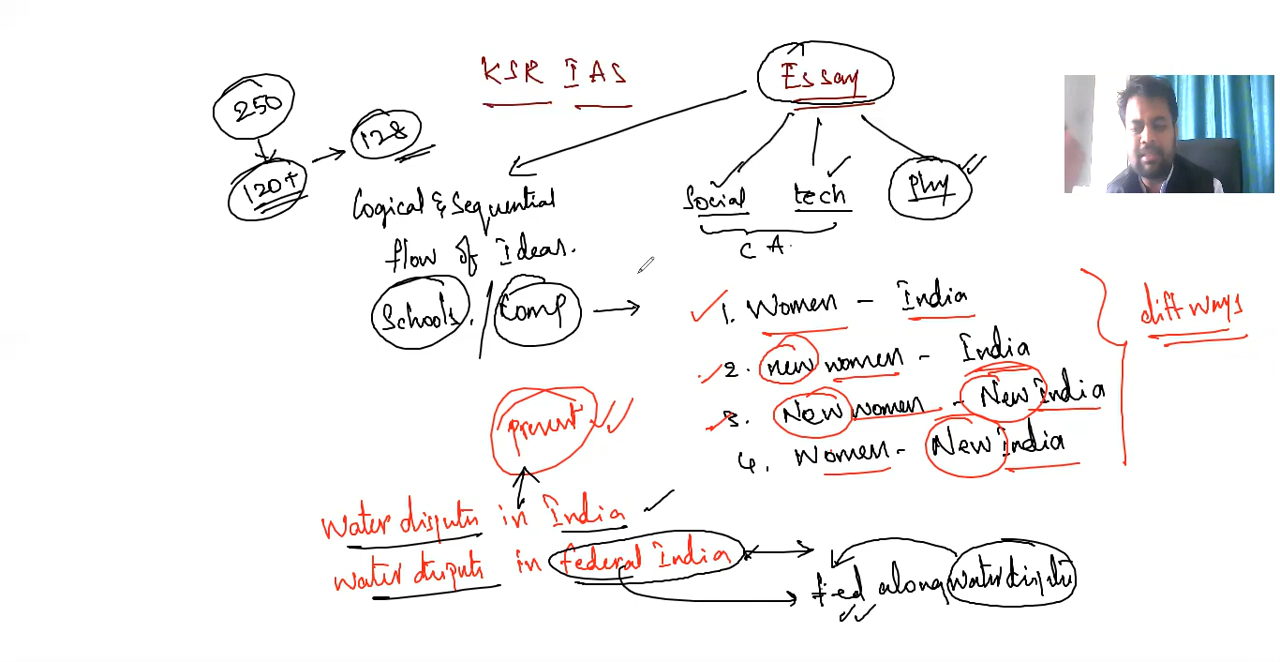 KSR IAS
Essay
250
120+
128
Social tech Phy
C A.
Logical & Sequential
flow of Ideas.
Schools. / Comp
1. Women - India
2. new women - India
3. New women - New India
4. Women - New India
diff ways
present
Water disputes in India
Water disputes in federal India
fed along water dispute